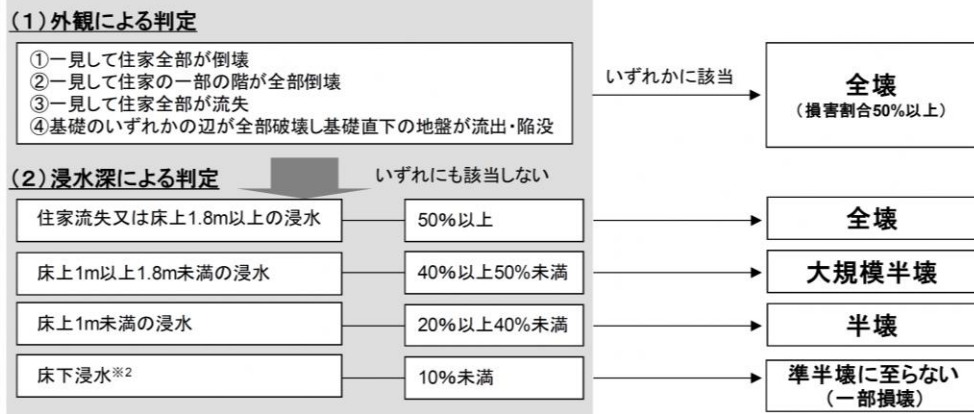 (1)外観による判定
①一見して住家全部が倒壊
②一見して住家の一部の階が全部倒壊
③一見して住家全部が流失
④基礎のいずれかの辺が全部破壊し基礎直下の地盤が流出・陥没
いずれかに該当
全壊
(損害割合50%以上)
(2)浸水深による判定
いずれにも該当しない
住家流失又は床上1.8m以上の浸水
50%以上
全壊
床上1m以上1.8m未満の浸水
40%以上50%未満
大規模半壊
床上1m未満の浸水
20%以上40%未満
半壊
床下浸水※2
10%未満
準半壊に至らない
(一部損壊)